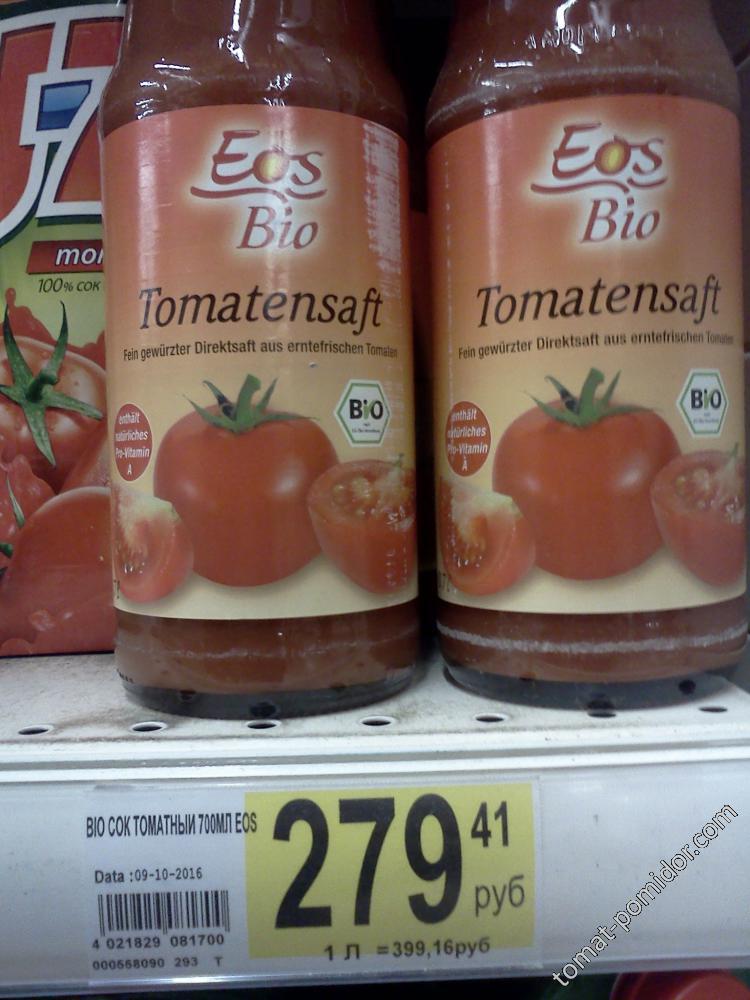 мот
100% сок
Eos
Bio
Tomatensaft
Fein gewürzter Direktsaft aus erntefrischen Tomaten
enthält
natürliches
Pro-Vitamin
A
BIO
Eos
Bio
Tomatensaft
Fein gewürzter Direktsaft aus erntefrischen Tomaten
enthält
natürliches
Pro-Vitamin
A
BIO
BIO СОК ТОМАТНЫЙ 700МЛ EOS
Data :09-10-2016
4 021829 081700
000558090 293 T
279 41
руб
1 Л =399,16руб
tomat-pomidor.com